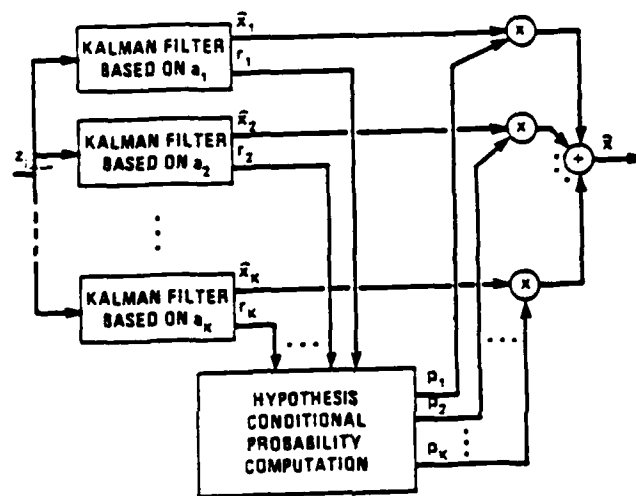 x̂₁
KALMAN FILTER
BASED ON a₁
r₁
x
x̂₂
KALMAN FILTER
BASED ON a₂
r₂
x
zᵢ
+
x̂
x̂ₖ
KALMAN FILTER
BASED ON aₖ
rₖ
x
HYPOTHESIS
CONDITIONAL
PROBABILITY
COMPUTATION
p₁
p₂
pₖ